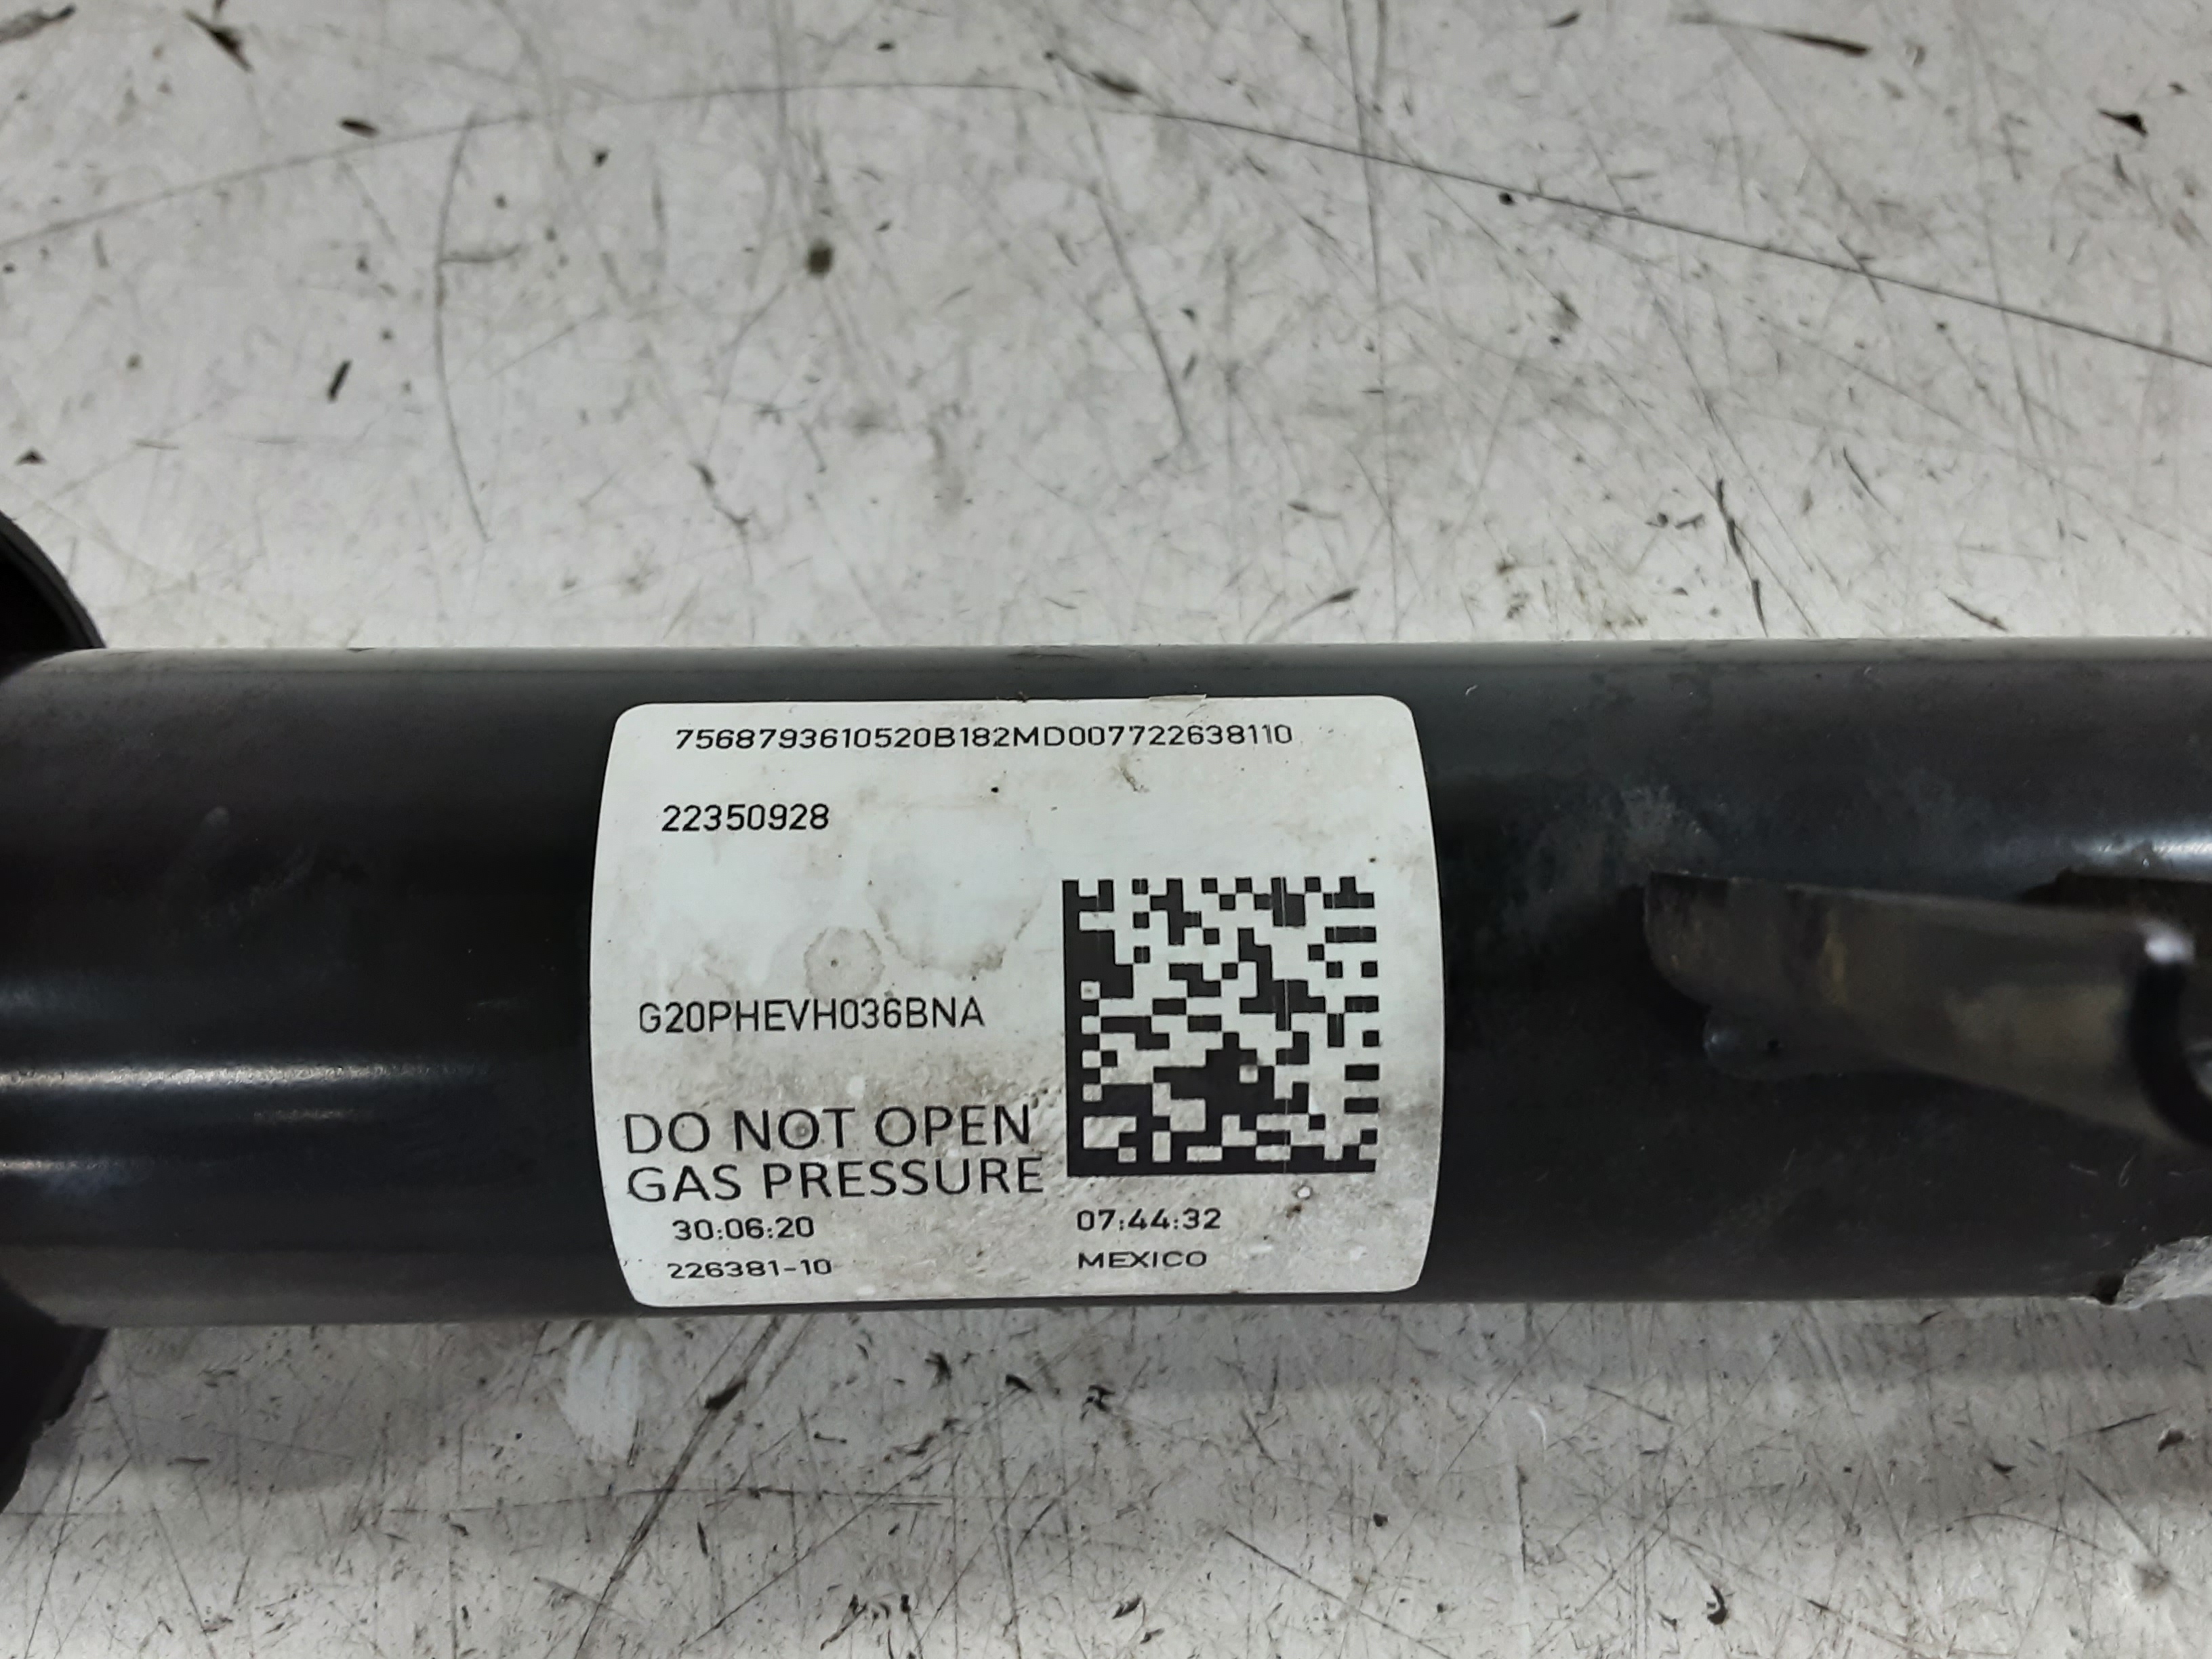 7568793610520B182MD007722638110
22350928
G20PHEVH036BNA
DO NOT OPEN
GAS PRESSURE
30:06:20 07:44:32
226381-10 MEXICO